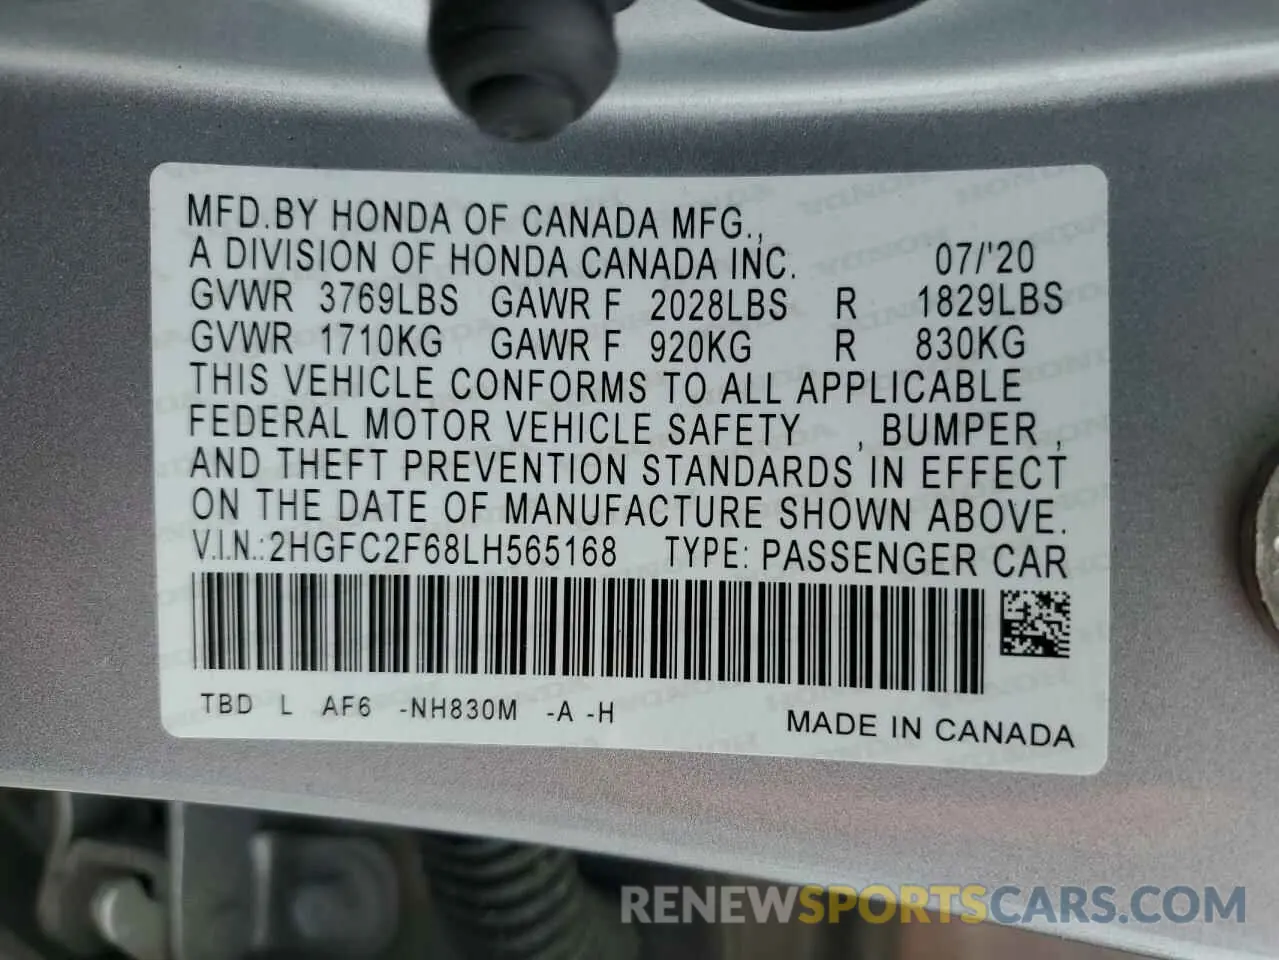 MFD.BY HONDA OF CANADA MFG.,
A DIVISION OF HONDA CANADA INC. 07/'20
GVWR 3769LBS GAWR F 2028LBS R 1829LBS
GVWR 1710KG GAWR F 920KG R 830KG
THIS VEHICLE CONFORMS TO ALL APPLICABLE
FEDERAL MOTOR VEHICLE SAFETY , BUMPER ,
AND THEFT PREVENTION STANDARDS IN EFFECT
ON THE DATE OF MANUFACTURE SHOWN ABOVE.
V.I.N.:2HGFC2F68LH565168 TYPE: PASSENGER CAR
TBD L AF6 -NH830M -A -H
MADE IN CANADA
RENEWSPORTSCARS.COM